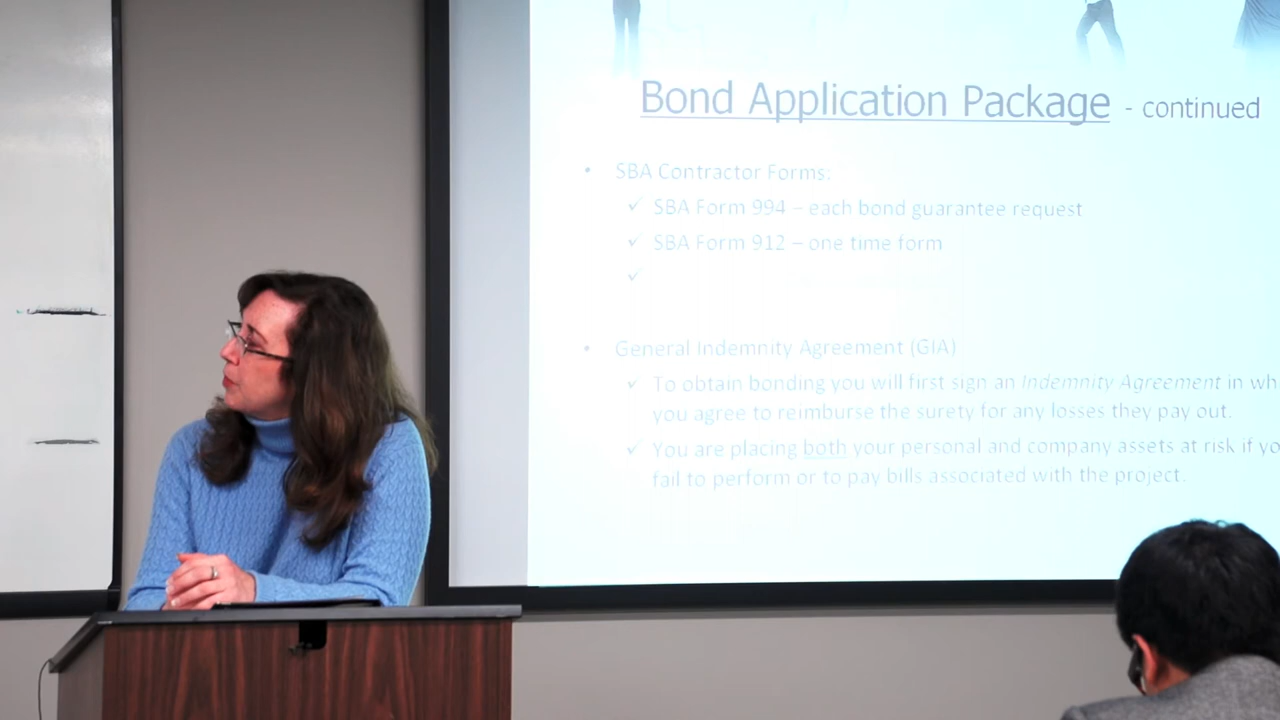 Bond Application Package - continued
• SBA Contractor Forms:
✓ SBA Form 994 – each bond guarantee request
✓ SBA Form 912 – one time form
✓
• General Indemnity Agreement (GIA)
✓ To obtain bonding you will first sign an Indemnity Agreement in wh
you agree to reimburse the surety for any losses they pay out.
✓ You are placing both your personal and company assets at risk if yo
fail to perform or to pay bills associated with the project.